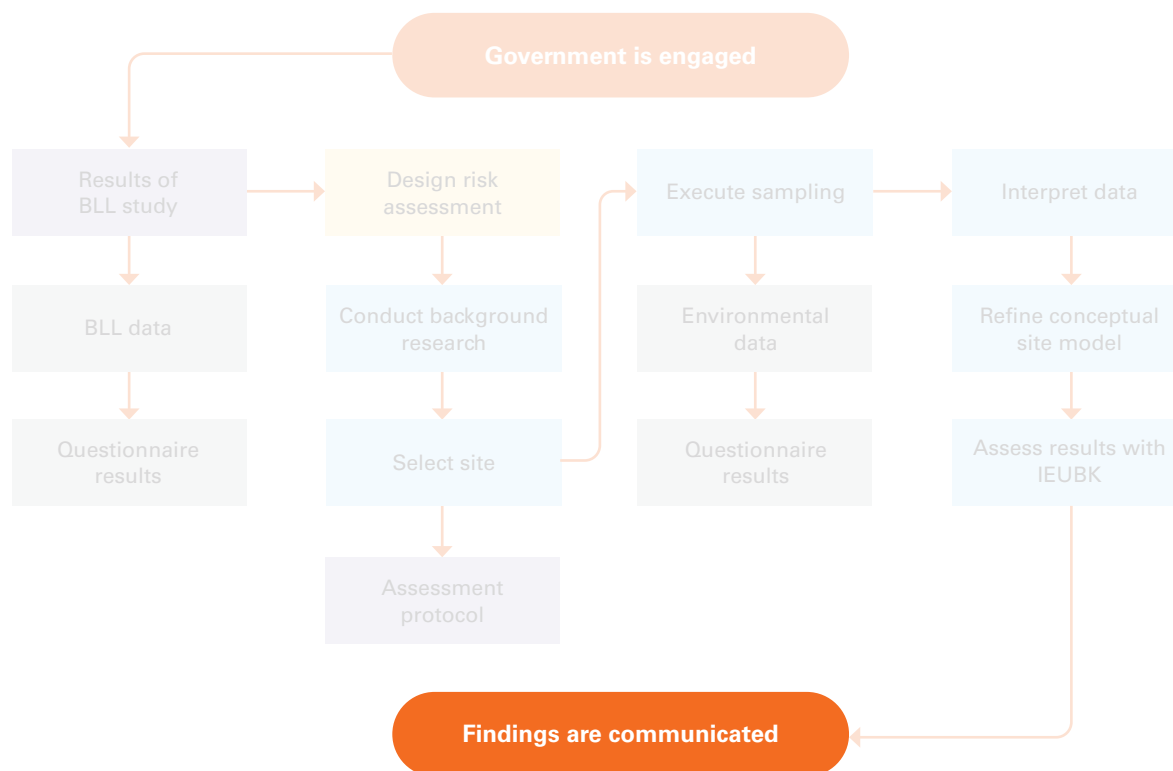 Government is engaged
Results of
BLL study
Design risk
assessment
Execute sampling
Interpret data
BLL data
Conduct background
research
Environmental
data
Refine conceptual
site model
Questionnaire
results
Select site
Questionnaire
results
Assess results with
IEUBK
Assessment
protocol
Findings are communicated